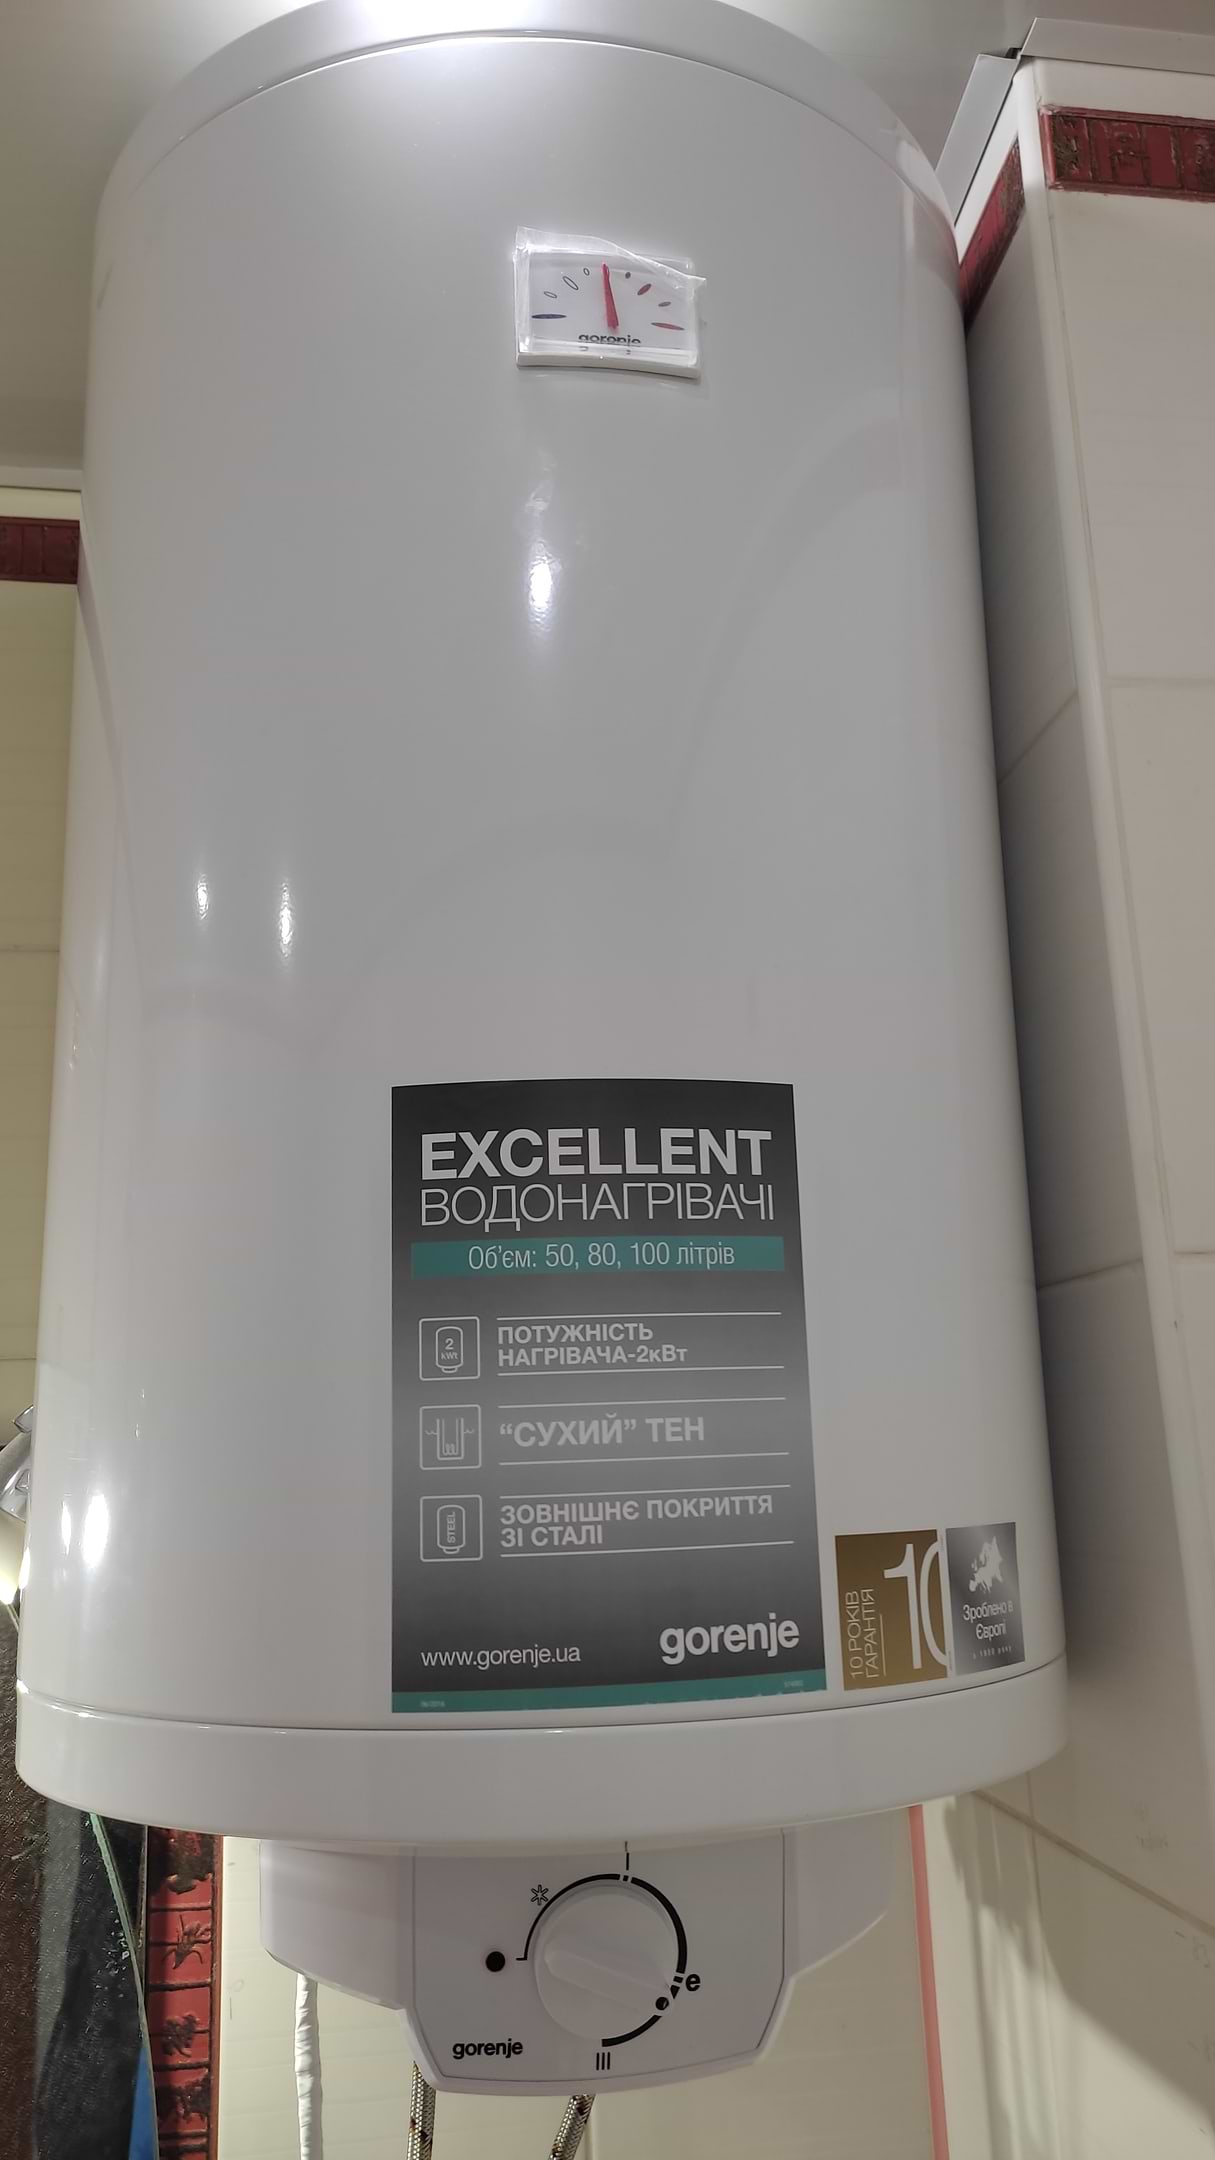 gorenje
EXCELLENT
ВОДОНАГРІВАЧІ
Об'єм: 50, 80, 100 літрів
2
kWt
ПОТУЖНІСТЬ
НАГРІВАЧА-2кВт
“СУХИЙ” ТЕН
STEEL
ЗОВНІШНЄ ПОКРИТТЯ
ЗІ СТАЛІ
www.gorenje.ua
gorenje
10 РОКІВ
ГАРАНТІЯ
10
Зроблено в
Європі
I
e
III
gorenje